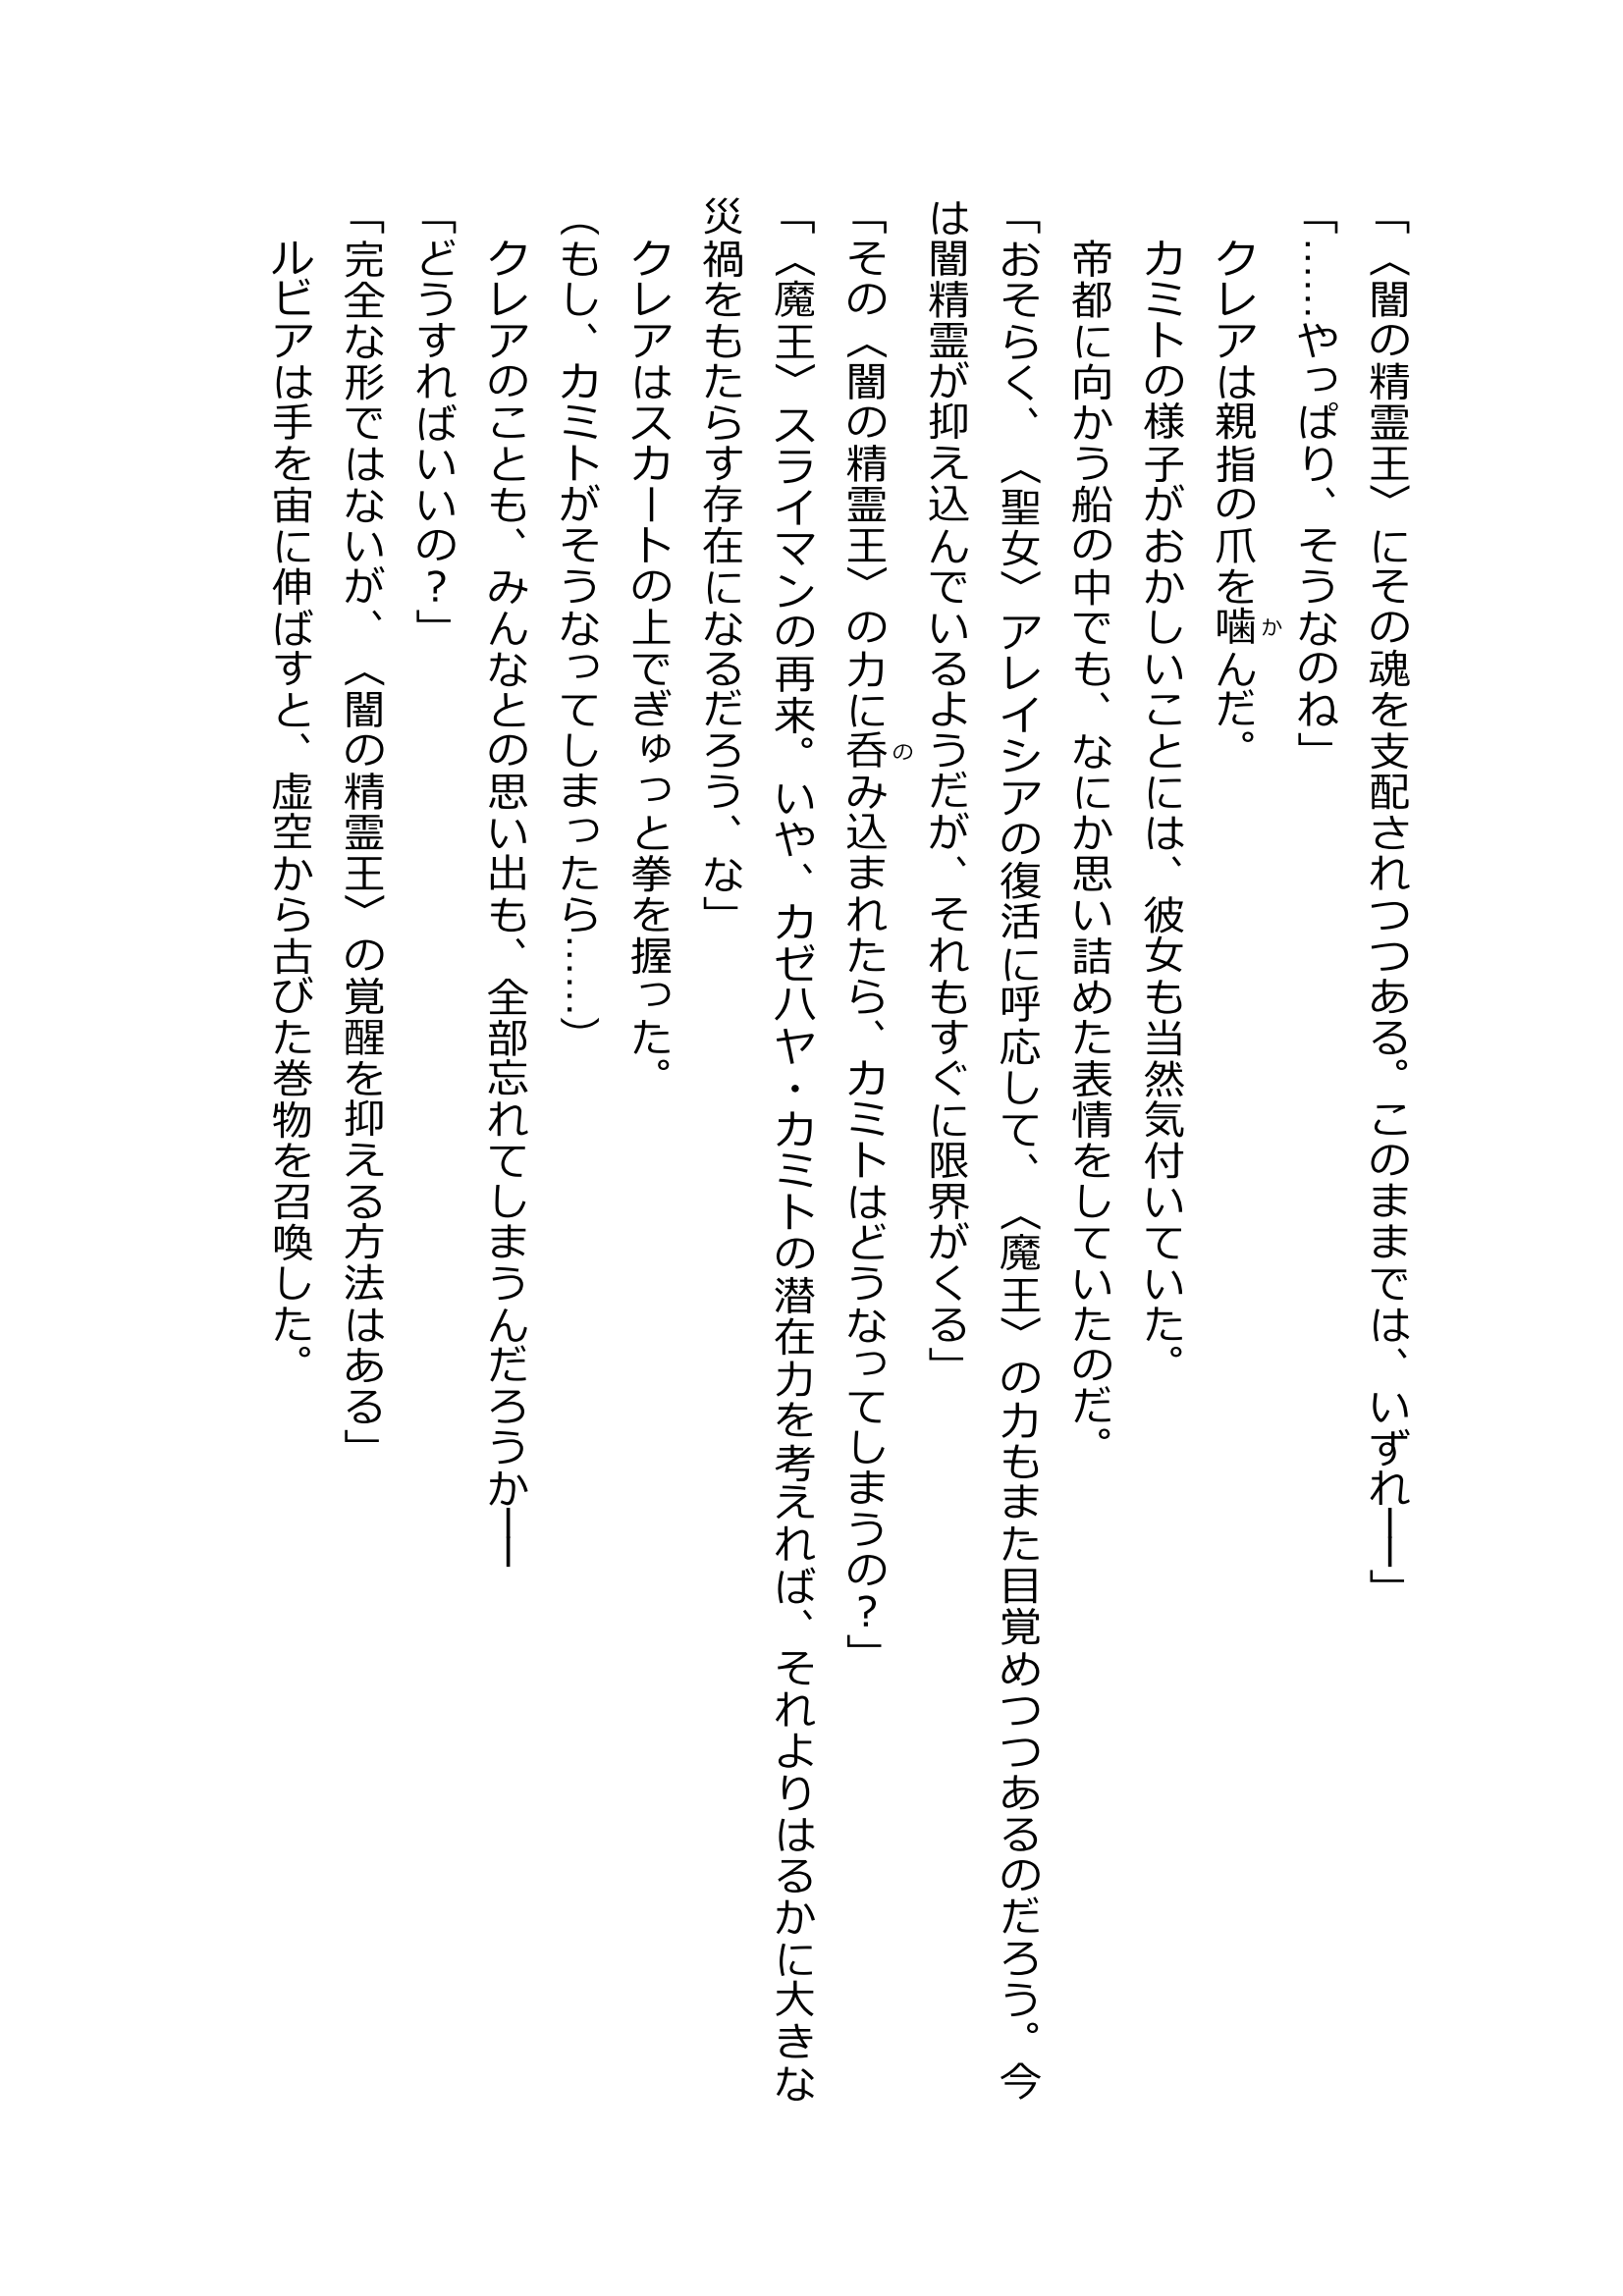 「〈闇の精霊王〉にその魂を支配されつつある。このままでは、いずれ――」
「……やっぱり、そうなのね」
　クレアは親指の爪を噛んだ。
　カミトの様子がおかしいことには、彼女も当然気付いていた。
　帝都に向かう船の中でも、なにか思い詰めた表情をしていたのだ。
「おそらく、〈聖女〉アレイシアの復活に呼応して、〈魔王〉の力もまた目覚めつつあるのだろう。今
は闇精霊が抑え込んでいるようだが、それもすぐに限界がくる」
「その〈闇の精霊王〉の力に呑み込まれたら、カミトはどうなってしまうの？」
「〈魔王〉スライマンの再来。いや、カゼハヤ・カミトの潜在力を考えれば、それよりはるかに大きな
災禍をもたらす存在になるだろう、な」
　クレアはスカートの上でぎゅっと拳を握った。
（もし、カミトがそうなってしまったら……）
　クレアのことも、みんなとの思い出も、全部忘れてしまうんだろうか――
「どうすればいいの？」
「完全な形ではないが、〈闇の精霊王〉の覚醒を抑える方法はある」
　ルビアは手を宙に伸ばすと、虚空から古びた巻物を召喚した。